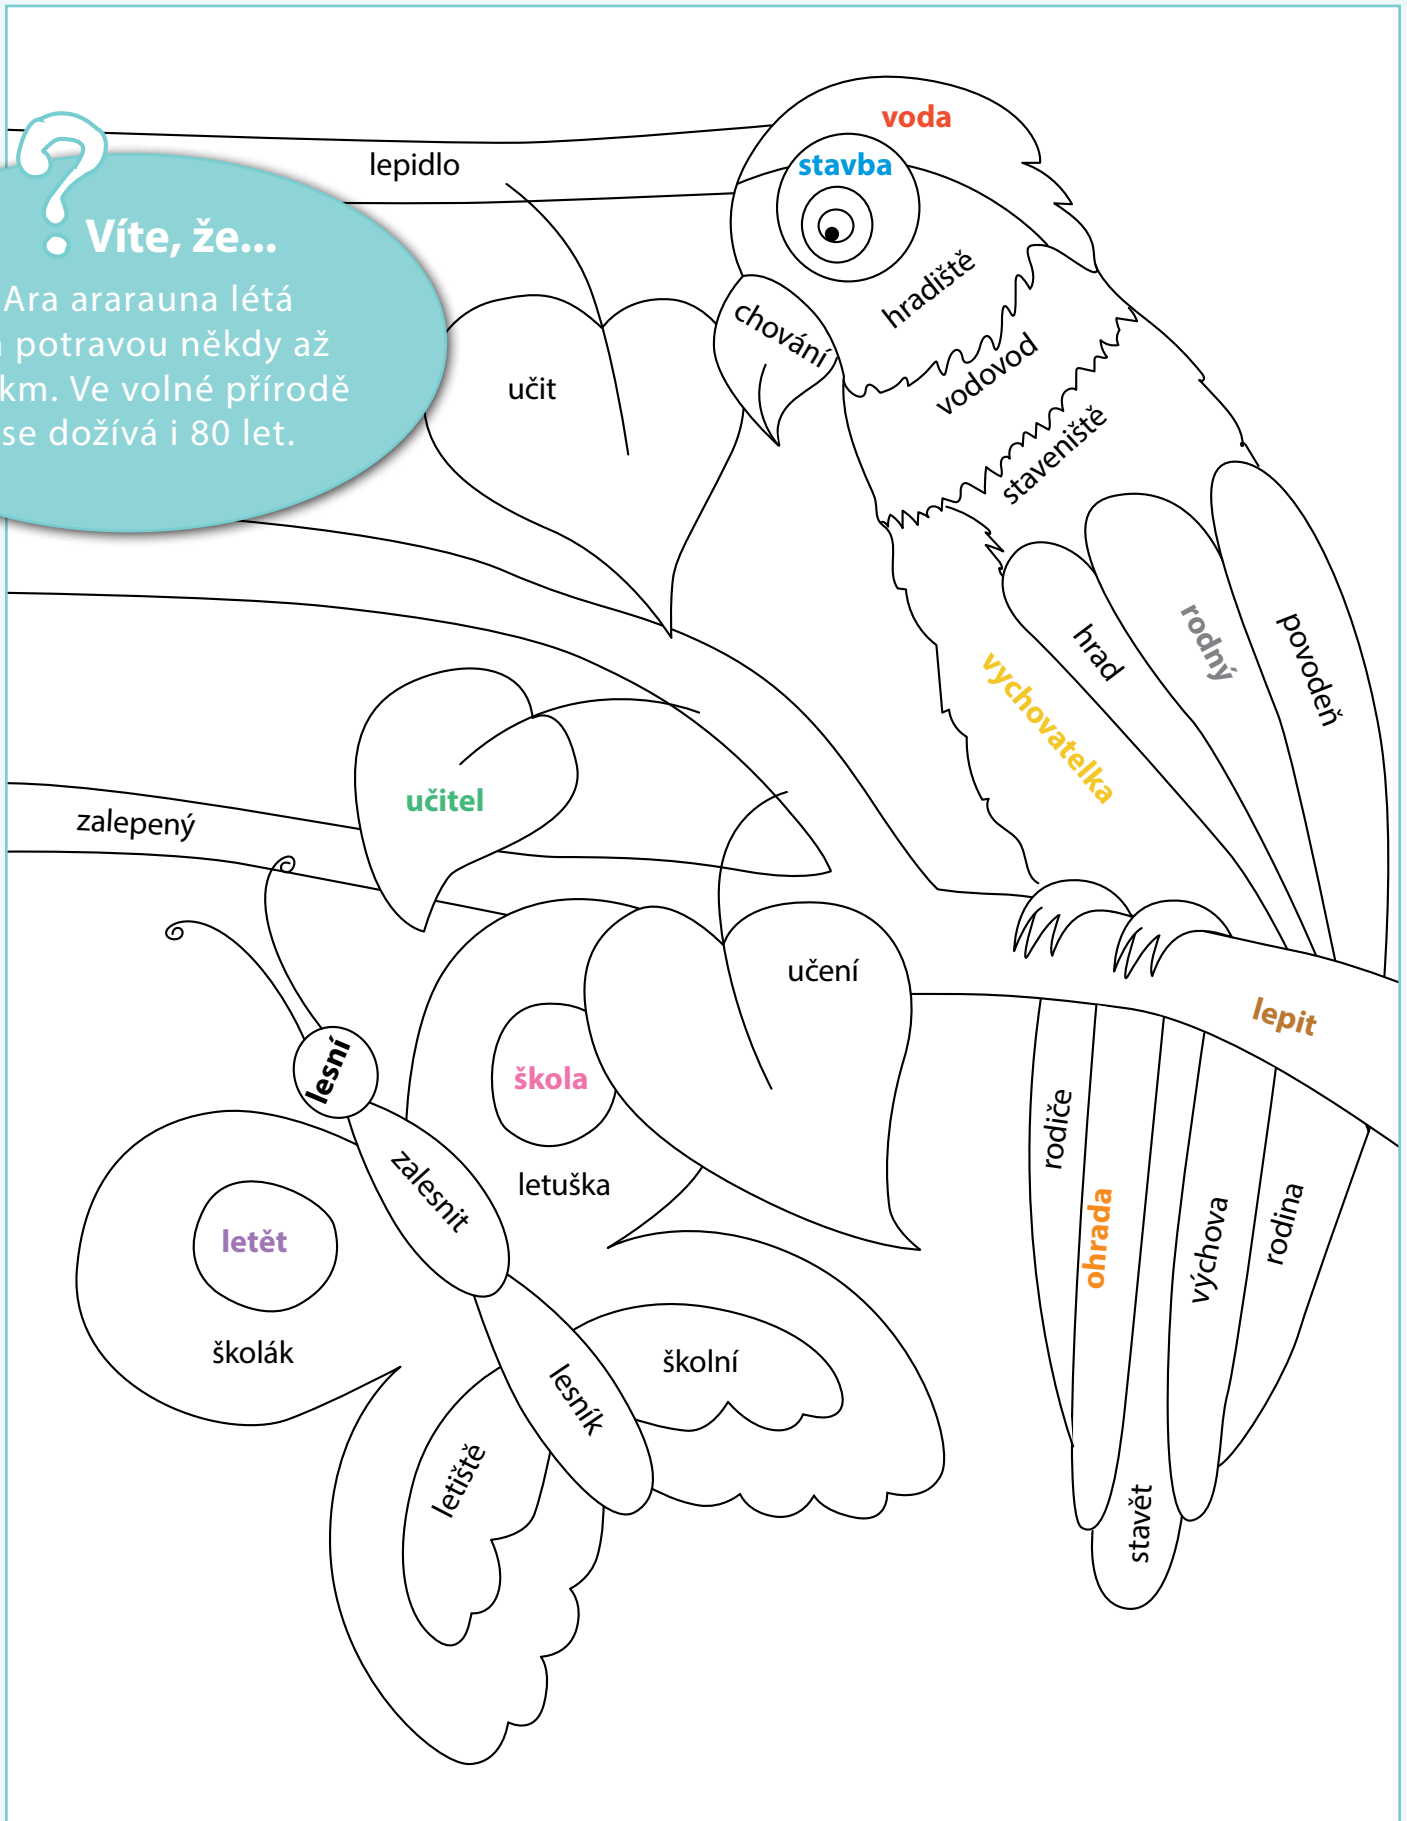 voda
stavba
lepidlo
?
Víte, že...
Ara ararauna létá
potravou někdy až
km. Ve volné přírodě
se dožívá i 80 let.
hradiště
chování
vodovod
učit
staveniště
hrad
rodný
povodeň
vychovatelka
učitel
zalepený
učení
lepit
lesní
škola
rodiče
zalesnit
letuška
ohrada
výchova
rodina
letět
školák
školní
lesník
letiště
stavět